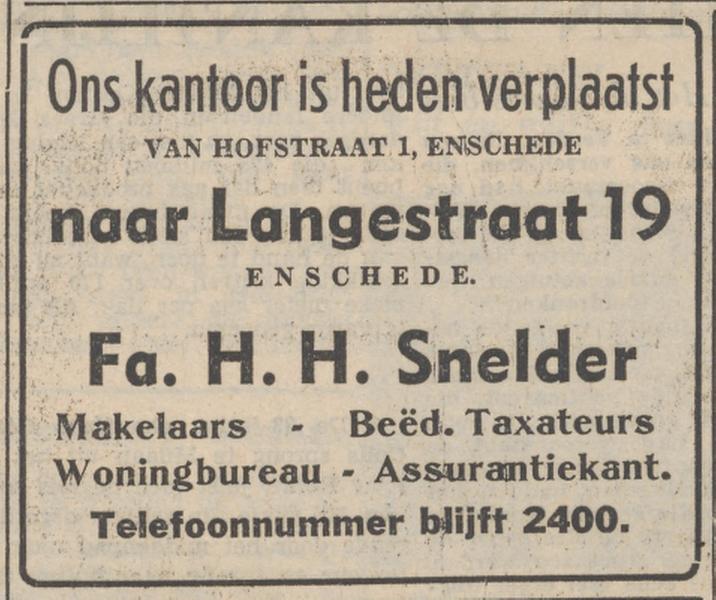 Ons kantoor is heden verplaatst
VAN HOFSTRAAT 1, ENSCHEDE
naar Langestraat 19
ENSCHEDE.
Fa. H. H. Snelder
Makelaars - Beëd. Taxateurs
Woningbureau - Assurantiekant.
Telefoonnummer blijft 2400.